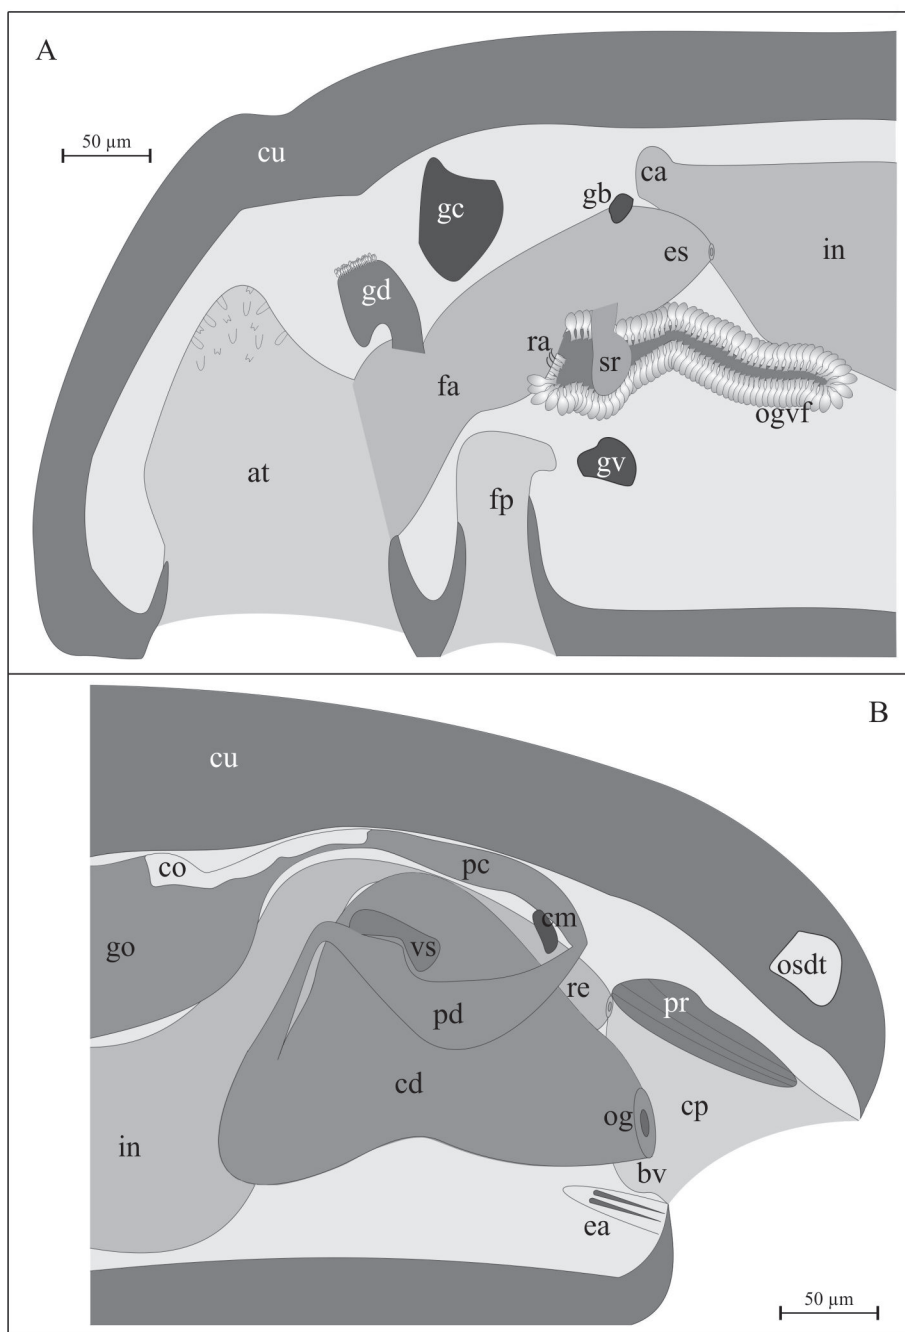 A
50 µm
cu
ca
gc
gb
es
in
gd
ra
sr
fa
ogvf
gv
at
fp
B
cu
pc
co
cm
go
vs
osdt
re
pr
pd
cd
cp
og
in
bv
ea
50 µm